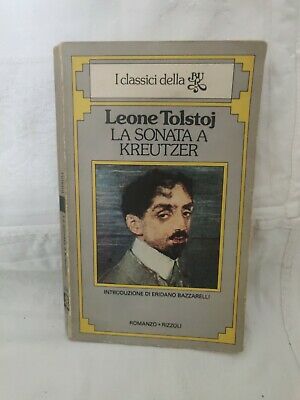 I classici della BUR
Leone Tolstoj
LA SONATA A
KREUTZER
INTRODUZIONE DI ERIDANO BAZZARELLI
ROMANZO • RIZZOLI